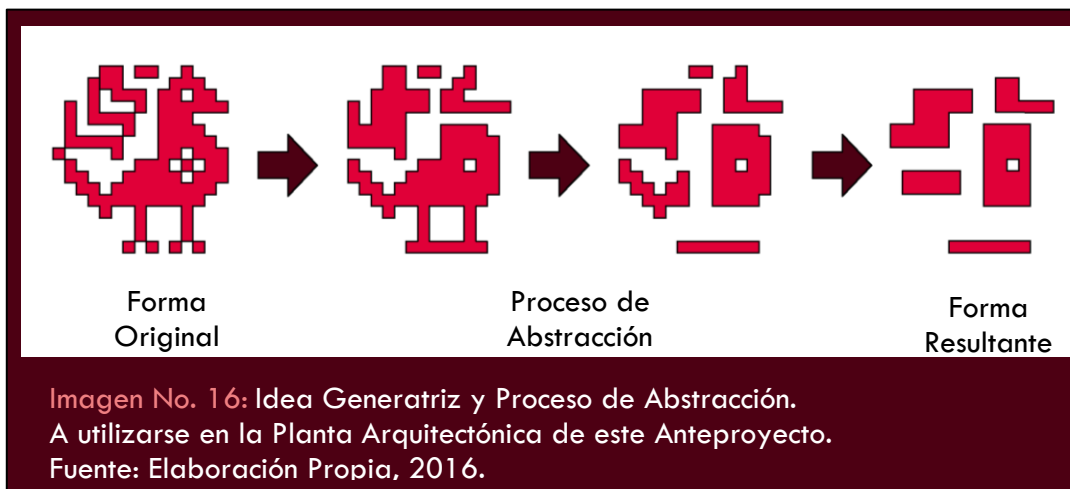 Forma
Original
Proceso de
Abstracción
Forma
Resultante
Imagen No. 16: Idea Generatriz y Proceso de Abstracción.
A utilizarse en la Planta Arquitectónica de este Anteproyecto.
Fuente: Elaboración Propia, 2016.